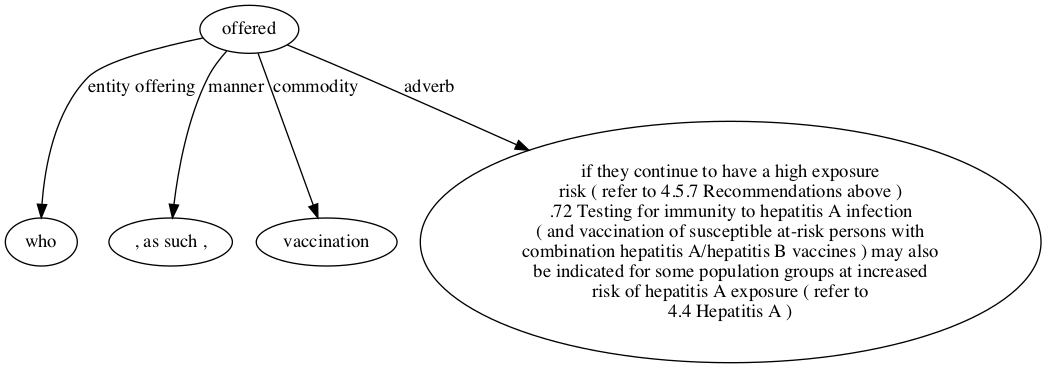 offered
entity offering
manner
commodity
adverb
who
, as such ,
vaccination
if they continue to have a high exposure
risk ( refer to 4.5.7 Recommendations above )
.72 Testing for immunity to hepatitis A infection
( and vaccination of susceptible at-risk persons with
combination hepatitis A/hepatitis B vaccines ) may also
be indicated for some population groups at increased
risk of hepatitis A exposure ( refer to
4.4 Hepatitis A )